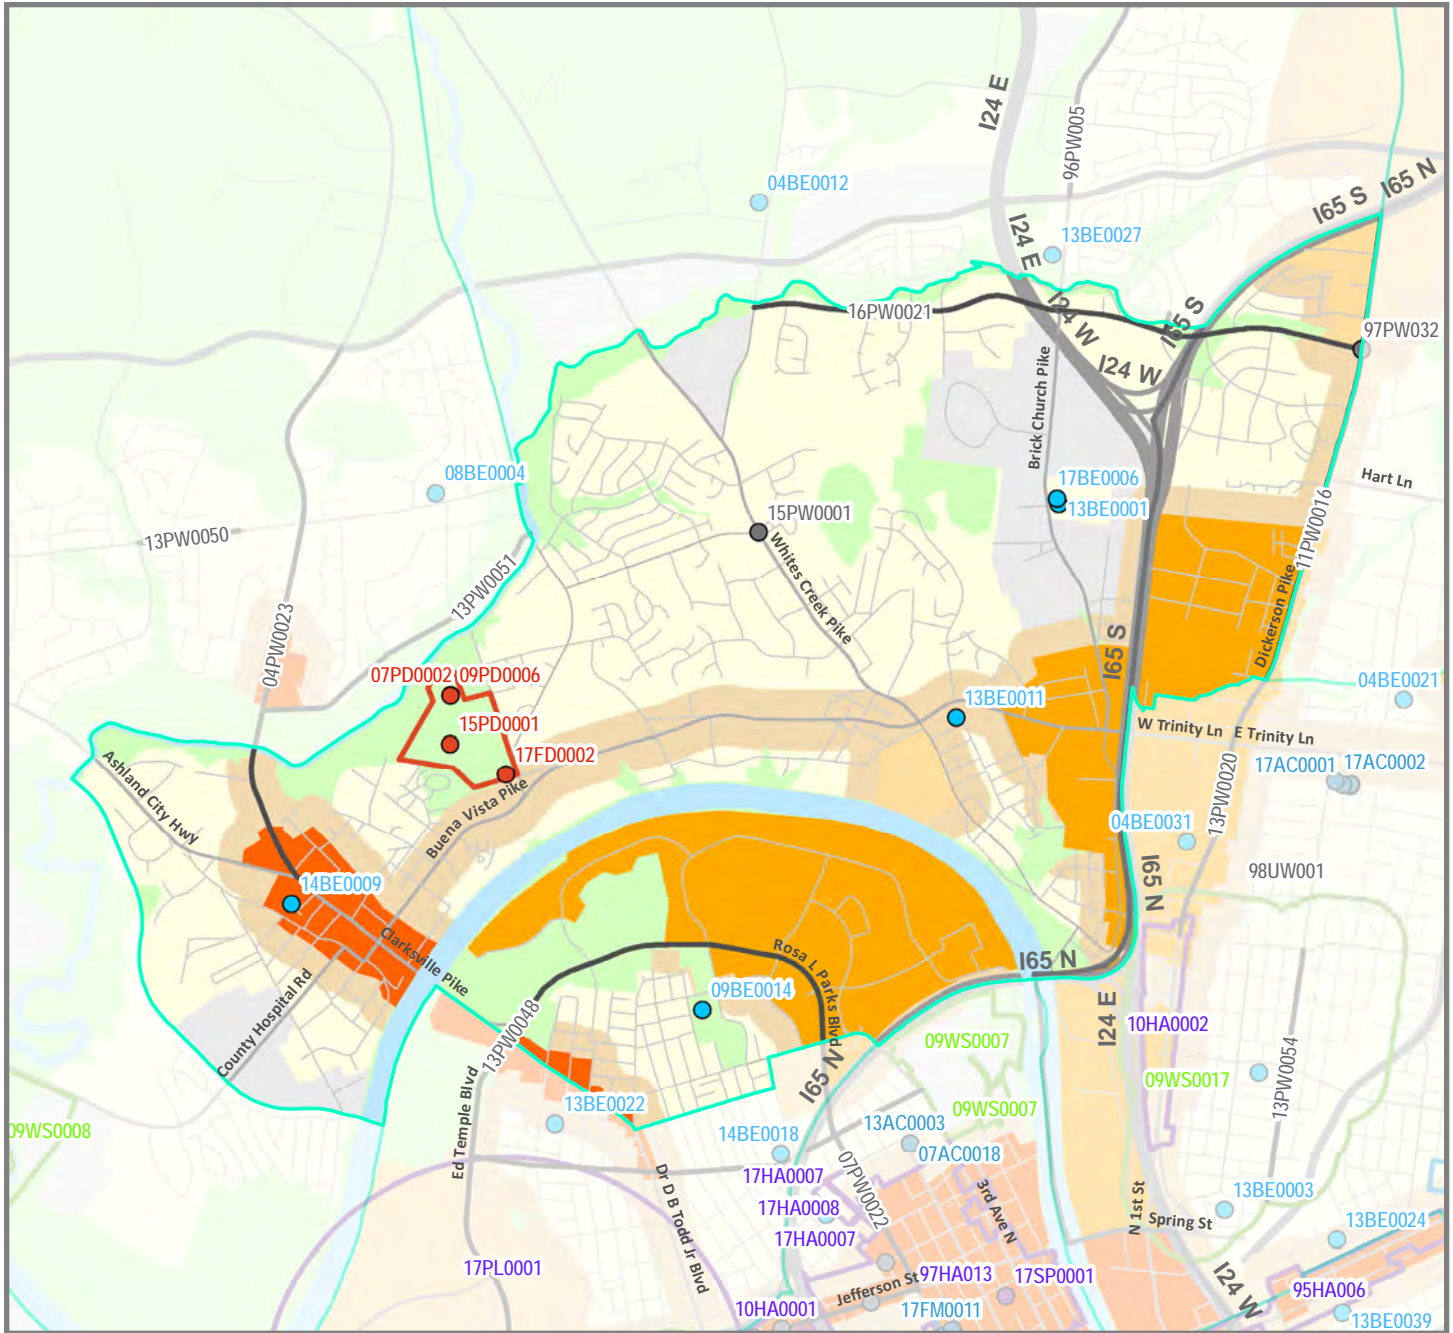 I24 E
96PW005
04BE0012
I65 S
I65 N
I24 E
13BE0027
16PW0021
I24 W
I65 S
97PW032
I24 W
Brick Church Pike
08BE0004
17BE0006
13BE0001
Hart Ln
15PW0001
13PW0050
11PW0016
13PW0051
Whites Creek Pike
04PW0023
Dickerson Pike
I65 S
07PD0002
09PD0006
04BE0021
13BE0011
15PD0001
W Trinity Ln
E Trinity Ln
17FD0002
17AC0001
17AC0002
Ashland City Hwy
Buena Vista Pike
13PW0020
04BE0031
14BE0009
I65 N
98UW001
Clarksville Pike
Rosa L Parks Blvd
I65 N
County Hospital Rd
09BE0014
I24 E
10HA0002
13PW0048
09WS0007
I65 N
09WS0017
13PW0054
Ed Temple Blvd
13BE0022
09WS0007
09WS0008
13AC0003
14BE0018
07AC0018
07PW0022
17HA0007
Dr D B Todd Jr Blvd
3rd Ave N
17HA0008
N 1st St
13BE0003
Spring St
17HA0007
13BE0024
17PL0001
97HA013
17SP0001
I24 W
Jefferson St
95HA006
10HA0001
17FM0011
13BE0039